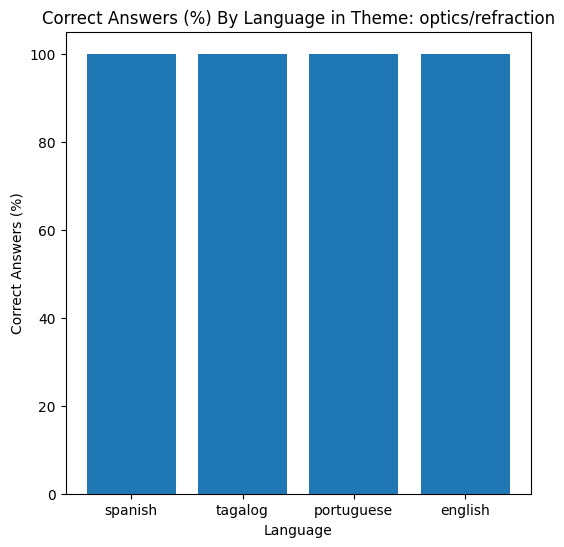 Correct Answers (%) By Language in Theme: optics/refraction
100
80
60
40
20
0
Correct Answers (%)
spanish tagalog portuguese english
Language